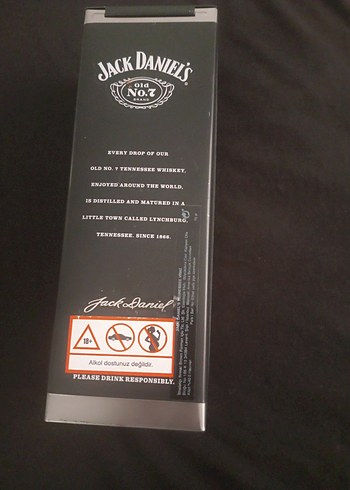 JACK DANIEL'S
Old
No.7
BRAND
EVERY DROP OF OUR
OLD NO. 7 TENNESSEE WHISKEY,
ENJOYED AROUND THE WORLD,
IS DISTILLED AND MATURED IN A
LITTLE TOWN CALLED LYNCHBURG,
TENNESSEE. SINCE 1866.
Jack Daniel
18+
Alkol dostunuz değildir.
PLEASE DRINK RESPONSIBLY.